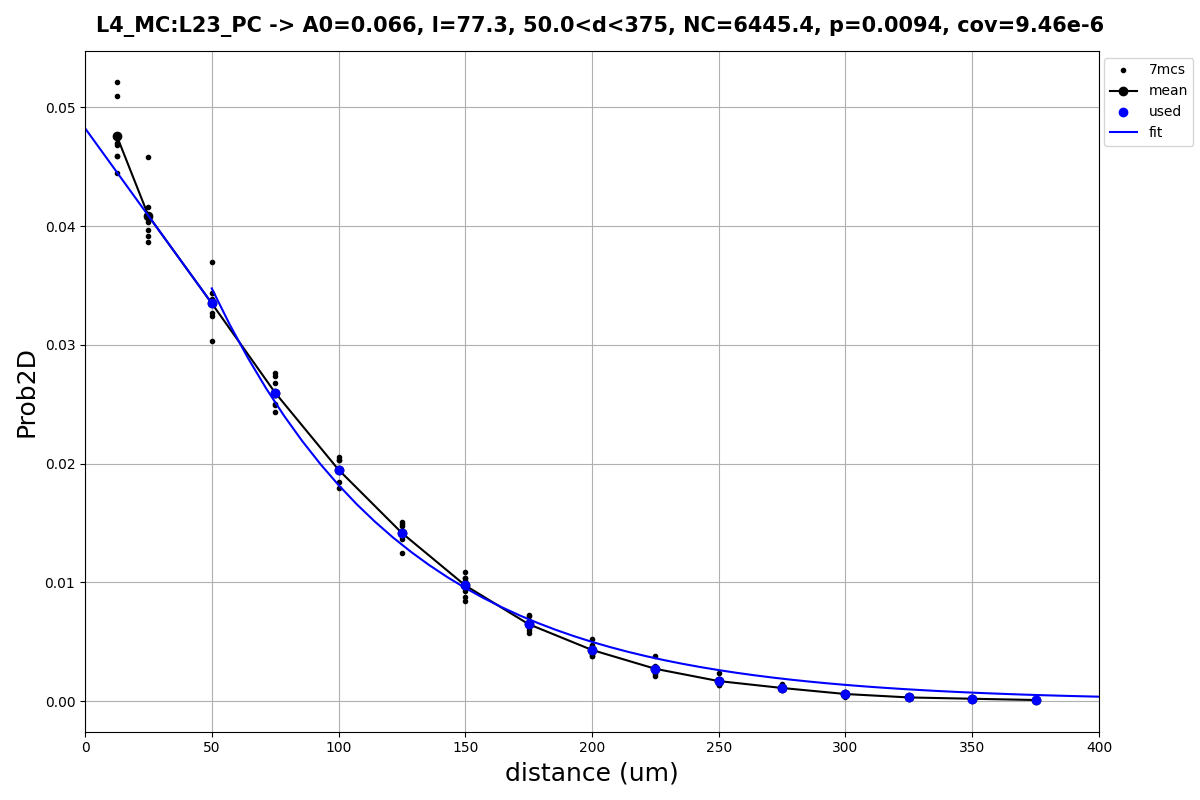 L4_MC:L23_PC -> A0=0.066, l=77.3, 50.0<d<375, NC=6445.4, p=0.0094, cov=9.46e-6
7mcs
mean
used
fit
0.05
0.04
0.03
0.02
0.01
0.00
Prob2D
0 50 100 150 200 250 300 350 400
distance (um)